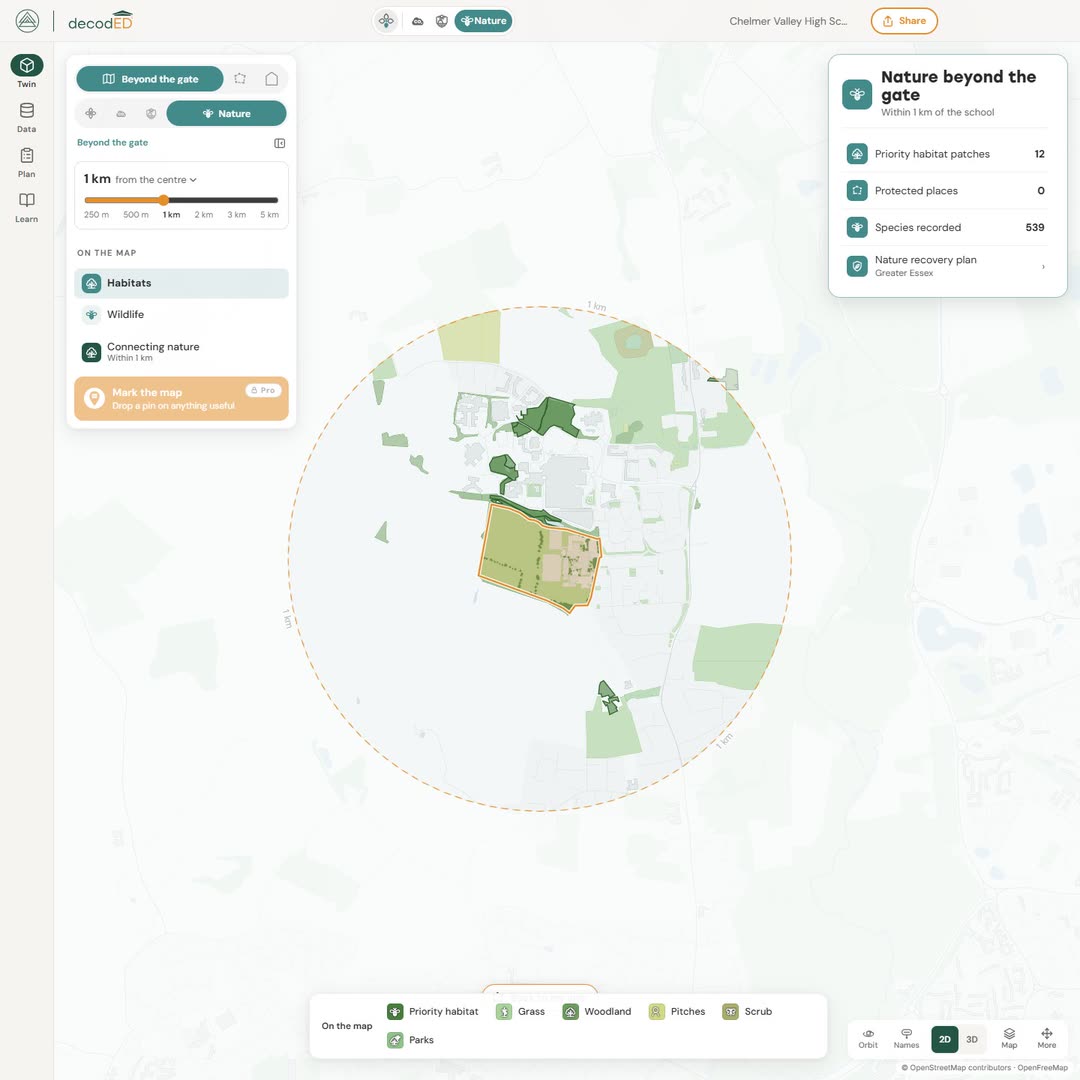 decodED
Nature
Chelmer Valley High Sc...
Share
Twin
Data
Plan
Learn
Beyond the gate
Nature
Beyond the gate
1 km from the centre
250 m 500 m 1 km 2 km 3 km 5 km
ON THE MAP
Habitats
Wildlife
Connecting nature
Within 1 km
Mark the map
Pro
Drop a pin on anything useful
Nature beyond the
gate
Within 1 km of the school
Priority habitat patches 12
Protected places 0
Species recorded 539
Nature recovery plan
Greater Essex
1 km
1 km
1 km
On the map
Priority habitat
Grass
Woodland
Pitches
Scrub
Parks
Orbit
Names
2D
3D
Map
More
© OpenStreetMap contributors · OpenFreeMap